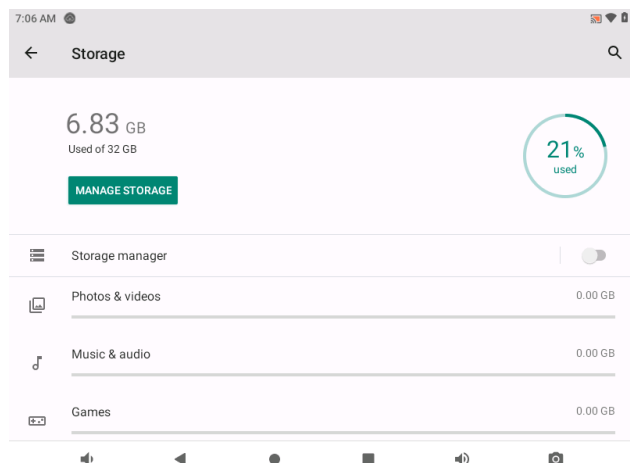 7:06 AM
Storage
6.83 GB
Used of 32 GB
21%
used
MANAGE STORAGE
Storage manager
Photos & videos 0.00 GB
Music & audio 0.00 GB
Games 0.00 GB